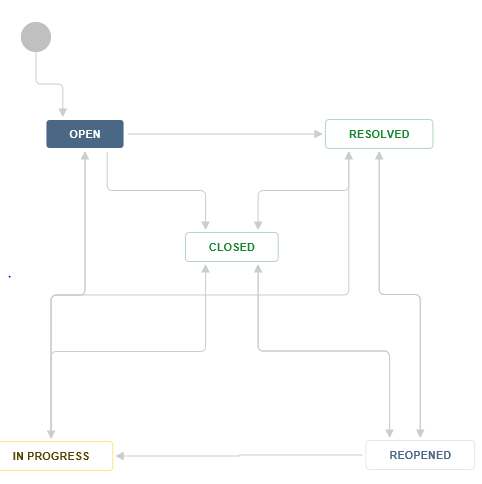 OPEN
RESOLVED
CLOSED
IN PROGRESS
REOPENED